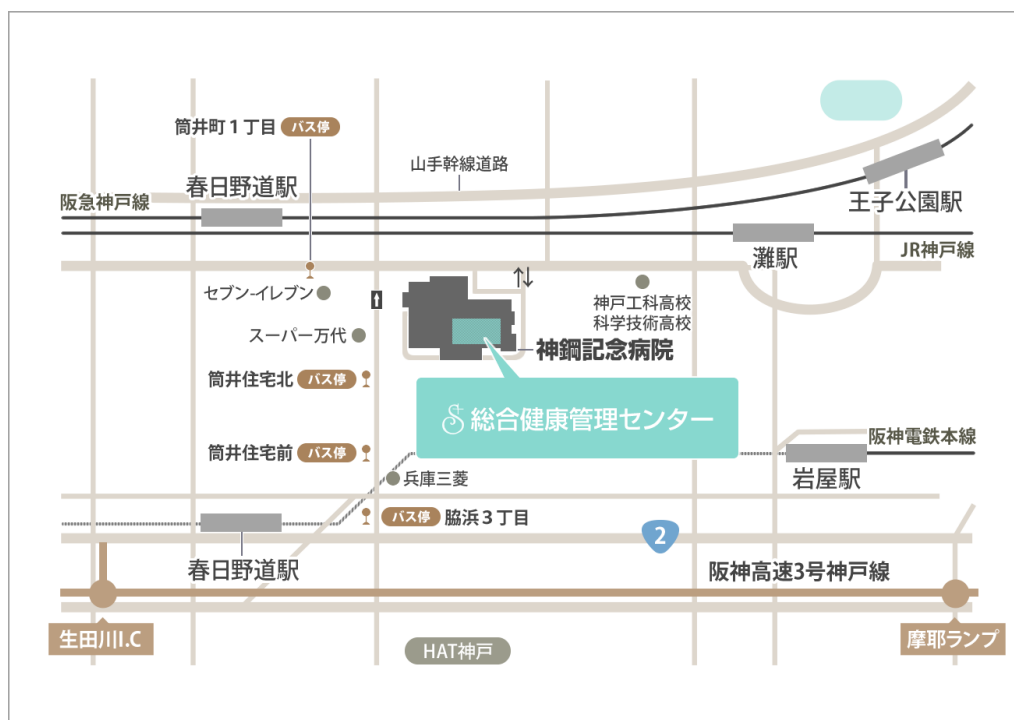 筒井町1丁目 バス停
山手幹線道路
春日野道駅
阪急神戸線
王子公園駅
灘駅
JR神戸線
セブン-イレブン
神戸工科高校
科学技術高校
スーパー万代
神鋼記念病院
筒井住宅北 バス停
総合健康管理センター
阪神電鉄本線
筒井住宅前 バス停
岩屋駅
兵庫三菱
バス停 脇浜3丁目
2
春日野道駅
阪神高速3号神戸線
生田川I.C
摩耶ランプ
HAT神戸